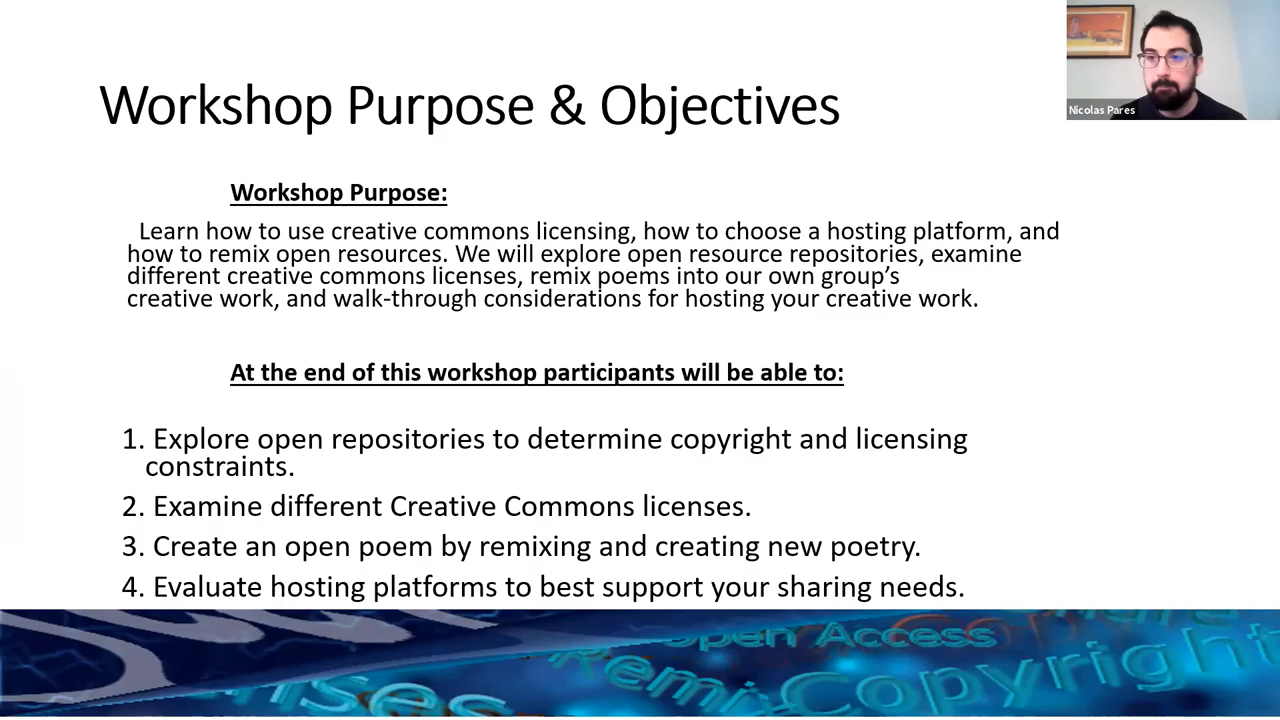 Workshop Purpose & Objectives
Nicolas Pares
Workshop Purpose:
Learn how to use creative commons licensing, how to choose a hosting platform, and
how to remix open resources. We will explore open resource repositories, examine
different creative commons licenses, remix poems into our own group’s
creative work, and walk-through considerations for hosting your creative work.
At the end of this workshop participants will be able to:
1. Explore open repositories to determine copyright and licensing
constraints.
2. Examine different Creative Commons licenses.
3. Create an open poem by remixing and creating new poetry.
4. Evaluate hosting platforms to best support your sharing needs.
Open Access
Copyright